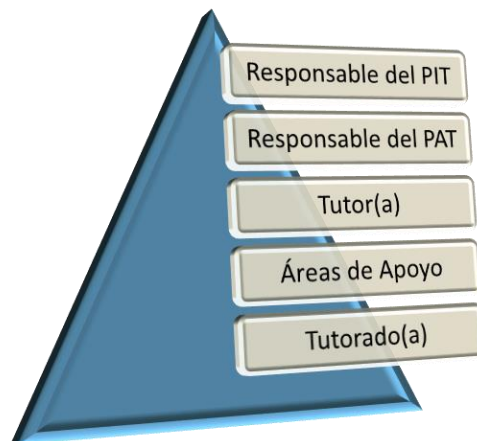 Responsable del PIT
Responsable del PAT
Tutor(a)
Áreas de Apoyo
Tutorado(a)